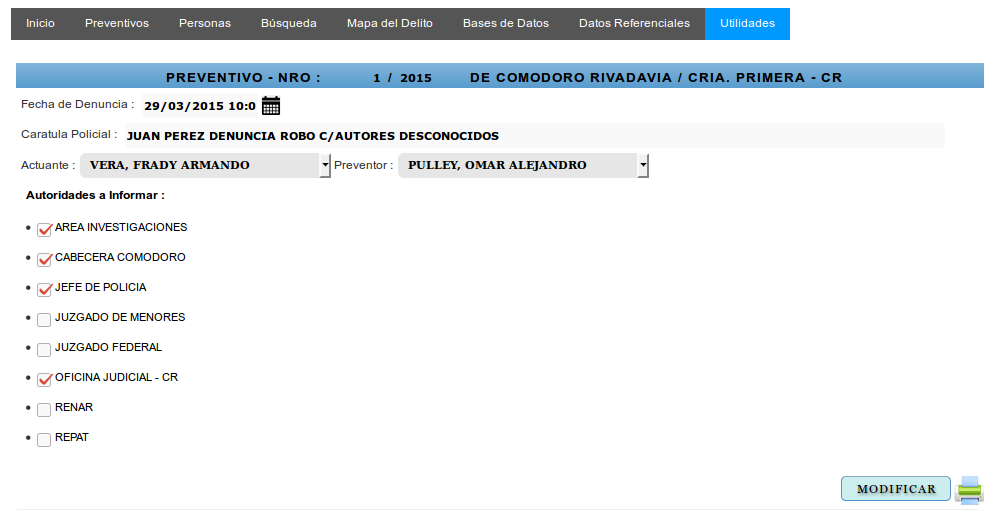 Inicio Preventivos Personas Búsqueda Mapa del Delito Bases de Datos Datos Referenciales Utilidades
PREVENTIVO - NRO : 1 / 2015 DE COMODORO RIVADAVIA / CRIA. PRIMERA - CR
Fecha de Denuncia : 29/03/2015 10:0
Caratula Policial : JUAN PEREZ DENUNCIA ROBO C/AUTORES DESCONOCIDOS
Actuante : VERA, FRADY ARMANDO Preventor : PULLEY, OMAR ALEJANDRO
Autoridades a Informar :
AREA INVESTIGACIONES
CABECERA COMODORO
JEFE DE POLICIA
JUZGADO DE MENORES
JUZGADO FEDERAL
OFICINA JUDICIAL - CR
RENAR
REPAT
MODIFICAR